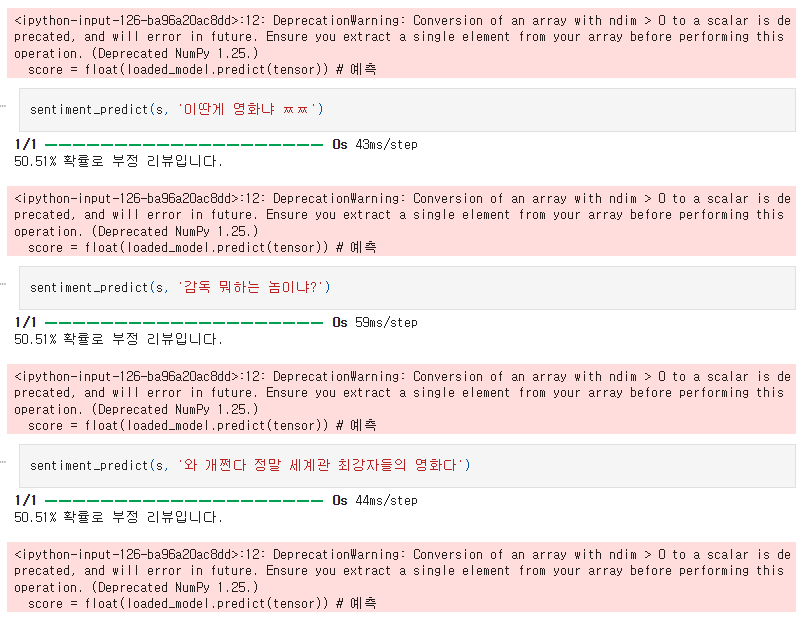 <ipython-input-126-ba96a20ac8dd>:12: DeprecationWarning: Conversion of an array with ndim > 0 to a scalar is de
precated, and will error in future. Ensure you extract a single element from your array before performing this
operation. (Deprecated NumPy 1.25.)
  score = float(loaded_model.predict(tensor)) # 예측
sentiment_predict(s, '이딴게 영화냐 ㅉㅉ')
1/1 ━━━━━━━━━━━━━━━━━━━━ 0s 43ms/step
50.51% 확률로 부정 리뷰입니다.
<ipython-input-126-ba96a20ac8dd>:12: DeprecationWarning: Conversion of an array with ndim > 0 to a scalar is de
precated, and will error in future. Ensure you extract a single element from your array before performing this
operation. (Deprecated NumPy 1.25.)
  score = float(loaded_model.predict(tensor)) # 예측
sentiment_predict(s, '감독 뭐하는 놈이냐?')
1/1 ━━━━━━━━━━━━━━━━━━━━ 0s 59ms/step
50.51% 확률로 부정 리뷰입니다.
<ipython-input-126-ba96a20ac8dd>:12: DeprecationWarning: Conversion of an array with ndim > 0 to a scalar is de
precated, and will error in future. Ensure you extract a single element from your array before performing this
operation. (Deprecated NumPy 1.25.)
  score = float(loaded_model.predict(tensor)) # 예측
sentiment_predict(s, '와 개쩐다 정말 세계관 최강자들의 영화다')
1/1 ━━━━━━━━━━━━━━━━━━━━ 0s 44ms/step
50.51% 확률로 부정 리뷰입니다.
<ipython-input-126-ba96a20ac8dd>:12: DeprecationWarning: Conversion of an array with ndim > 0 to a scalar is de
precated, and will error in future. Ensure you extract a single element from your array before performing this
operation. (Deprecated NumPy 1.25.)
  score = float(loaded_model.predict(tensor)) # 예측